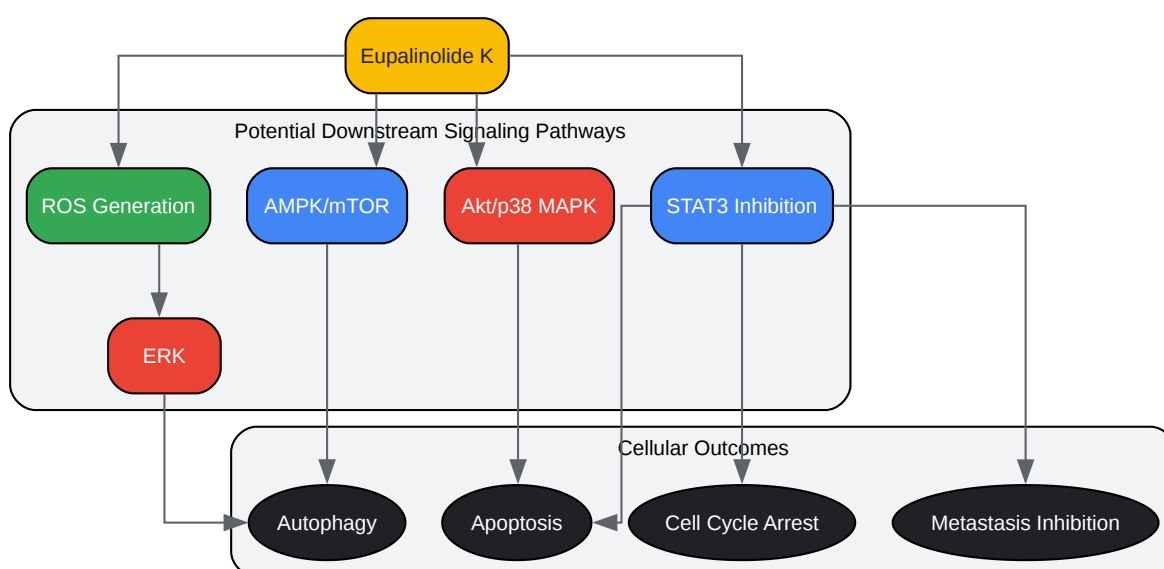 Eupalinolide K
Potential Downstream Signaling Pathways
ROS Generation
AMPK/mTOR
Akt/p38 MAPK
STAT3 Inhibition
ERK
Cellular Outcomes
Autophagy
Apoptosis
Cell Cycle Arrest
Metastasis Inhibition